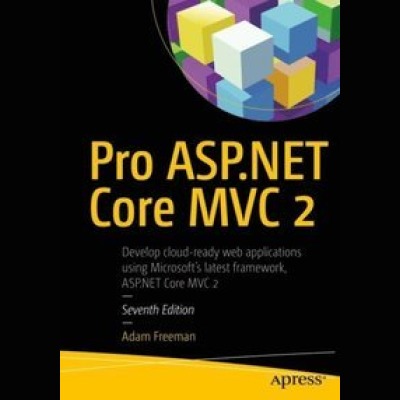 Pro ASP.NET
Core MVC 2
Develop cloud-ready web applications
using Microsoft's latest framework,
ASP.NET Core MVC 2
—
Seventh Edition
—
Adam Freeman
Apress®